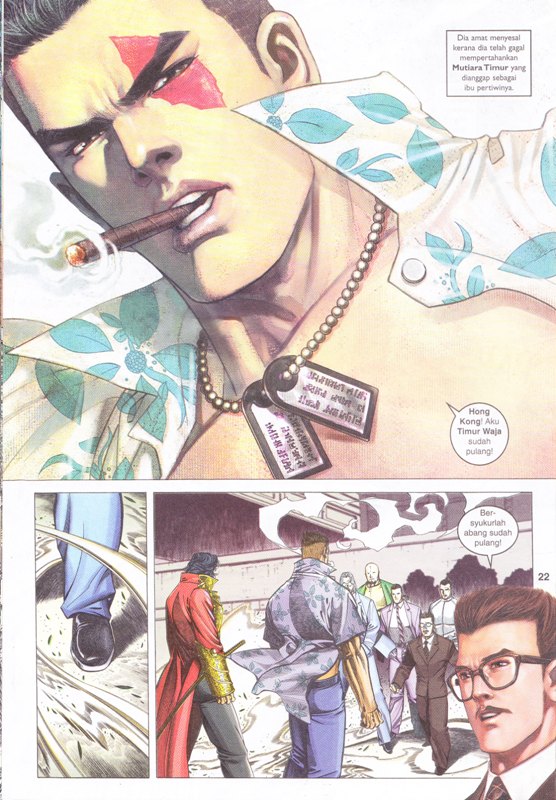 Dia amat menyesal
kerana dia telah gagal
mempertahankan
Mutiara Timur yang
dianggap sebagai
ibu pertiwinya.
Hong
Kong! Aku
Timur Waja
sudah
pulang!
Ber-
syukurlah
abang sudah
pulang!
22